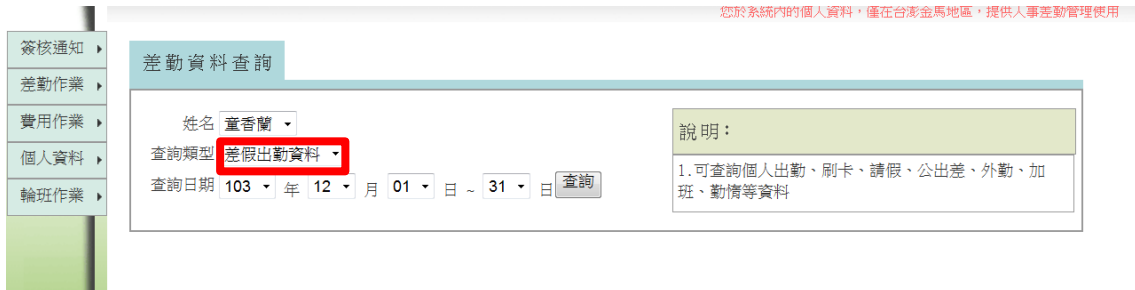 您於系統內的個人資料，僅在台澎金馬地區，提供人事差勤管理使用
簽核通知
差勤作業
費用作業
個人資料
輪班作業
差勤資料查詢
姓名 童香蘭
查詢類型 差假出勤資料
查詢日期 103 年 12 月 01 日 ~ 31 日 查詢
說明：
1.可查詢個人出勤、刷卡、請假、公出差、外勤、加
班、勤惰等資料